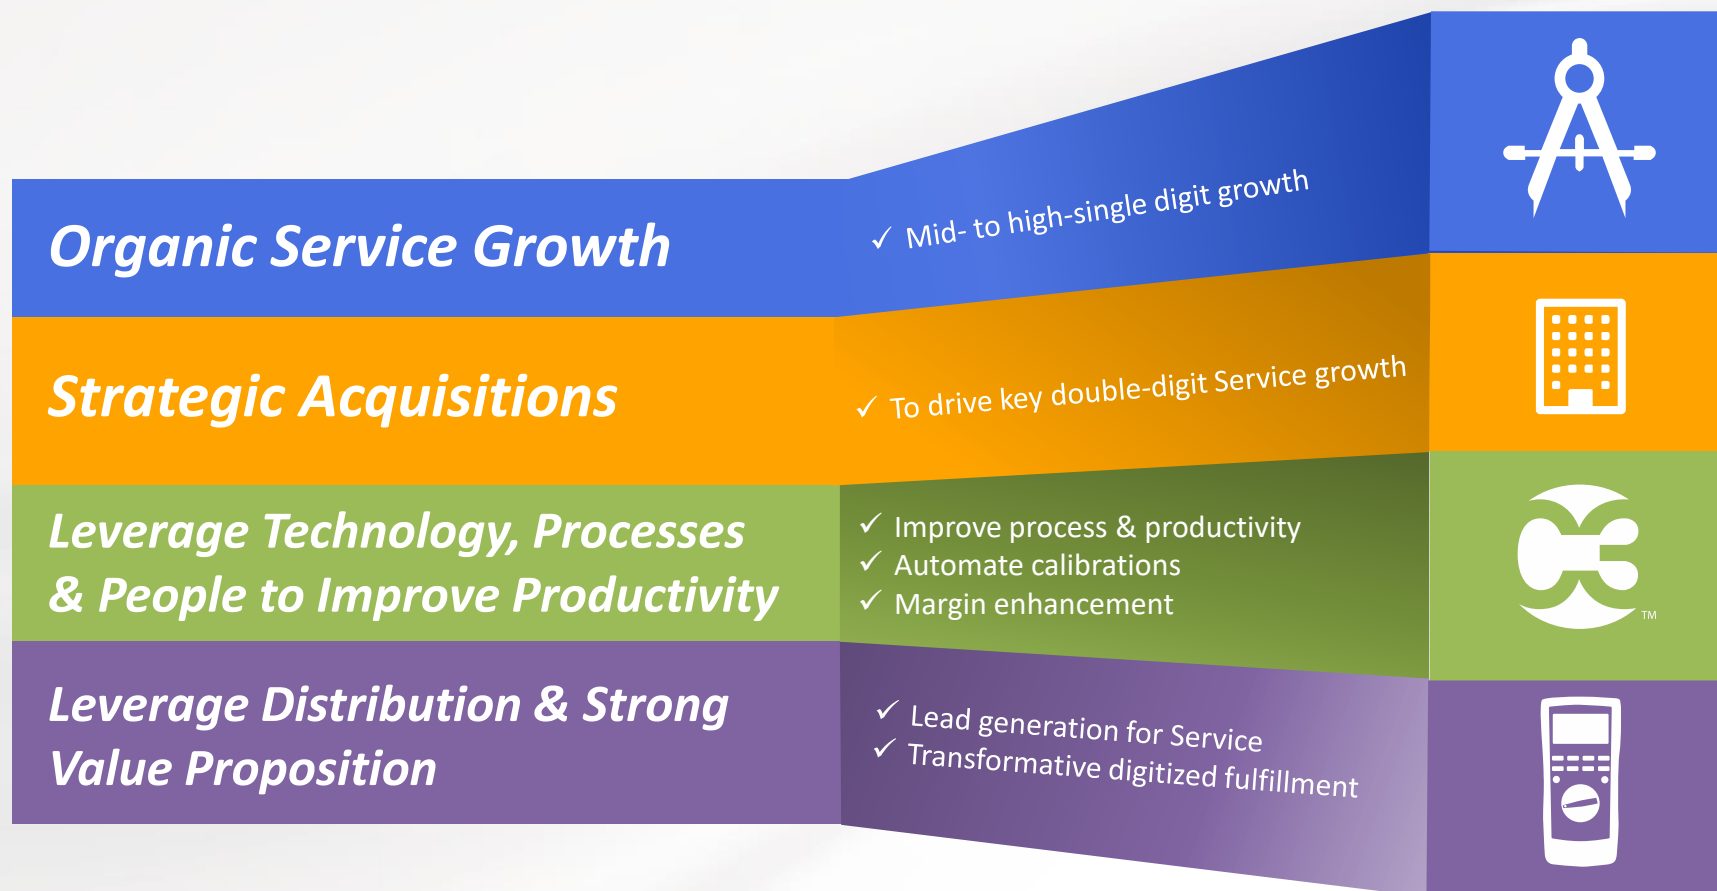 Organic Service Growth
✓ Mid- to high-single digit growth
Strategic Acquisitions
✓ To drive key double-digit Service growth
Leverage Technology, Processes
& People to Improve Productivity
✓ Improve process & productivity
✓ Automate calibrations
✓ Margin enhancement
TM
Leverage Distribution & Strong
Value Proposition
✓ Lead generation for Service
✓ Transformative digitized fulfillment